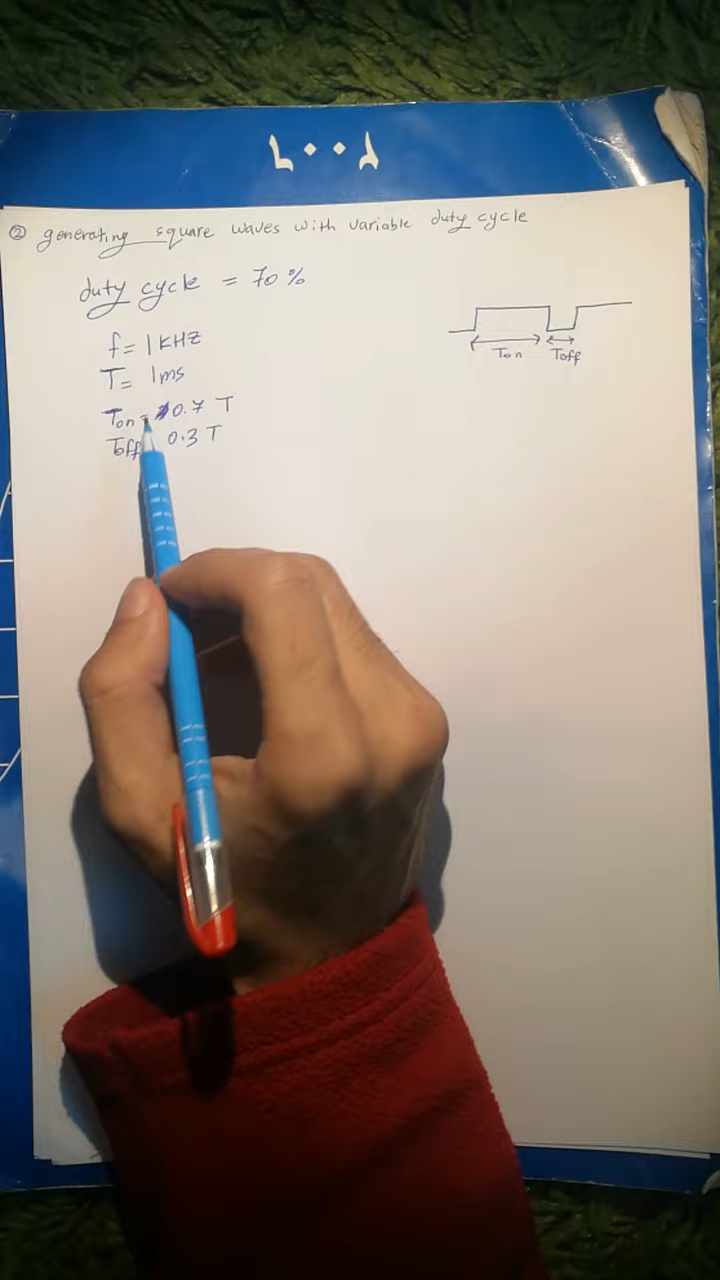 ② generating square waves with variable duty cycle
duty cycle = 70 %
f = 1 KHZ
T = 1ms
Ton = 0.7 T
Toff 0.3 T
Ton Toff